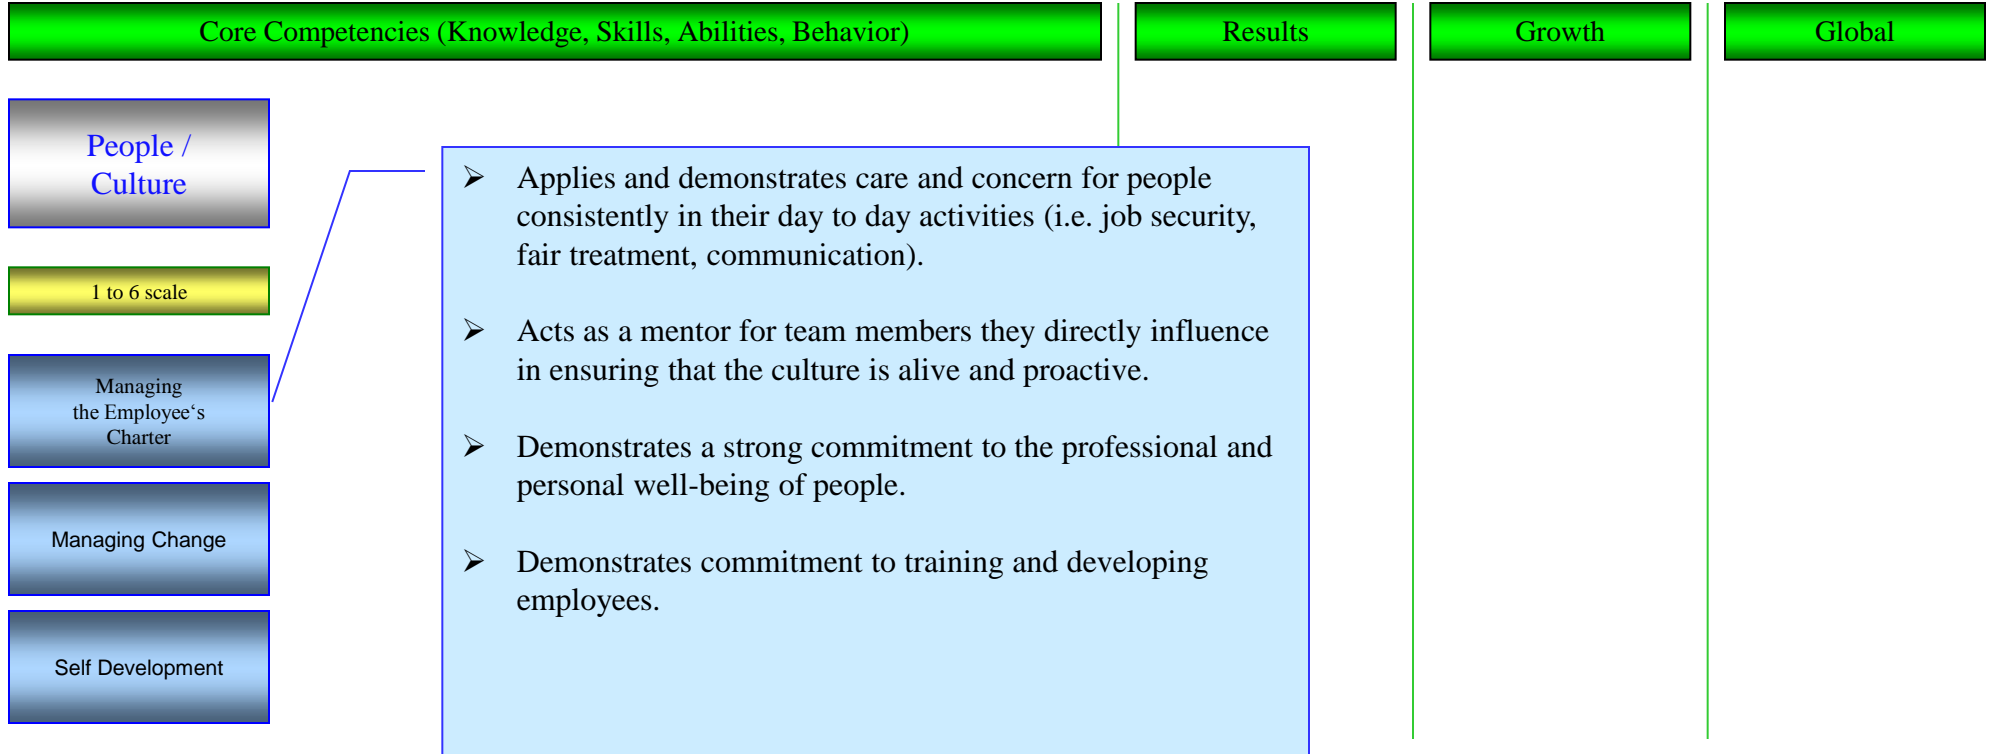 Core Competencies (Knowledge, Skills, Abilities, Behavior)
Results
Growth
Global
People /
Culture
1 to 6 scale
Managing
the Employee‘s
Charter
Managing Change
Self Development
➢ Applies and demonstrates care and concern for people
consistently in their day to day activities (i.e. job security,
fair treatment, communication).
➢ Acts as a mentor for team members they directly influence
in ensuring that the culture is alive and proactive.
➢ Demonstrates a strong commitment to the professional and
personal well-being of people.
➢ Demonstrates commitment to training and developing
employees.